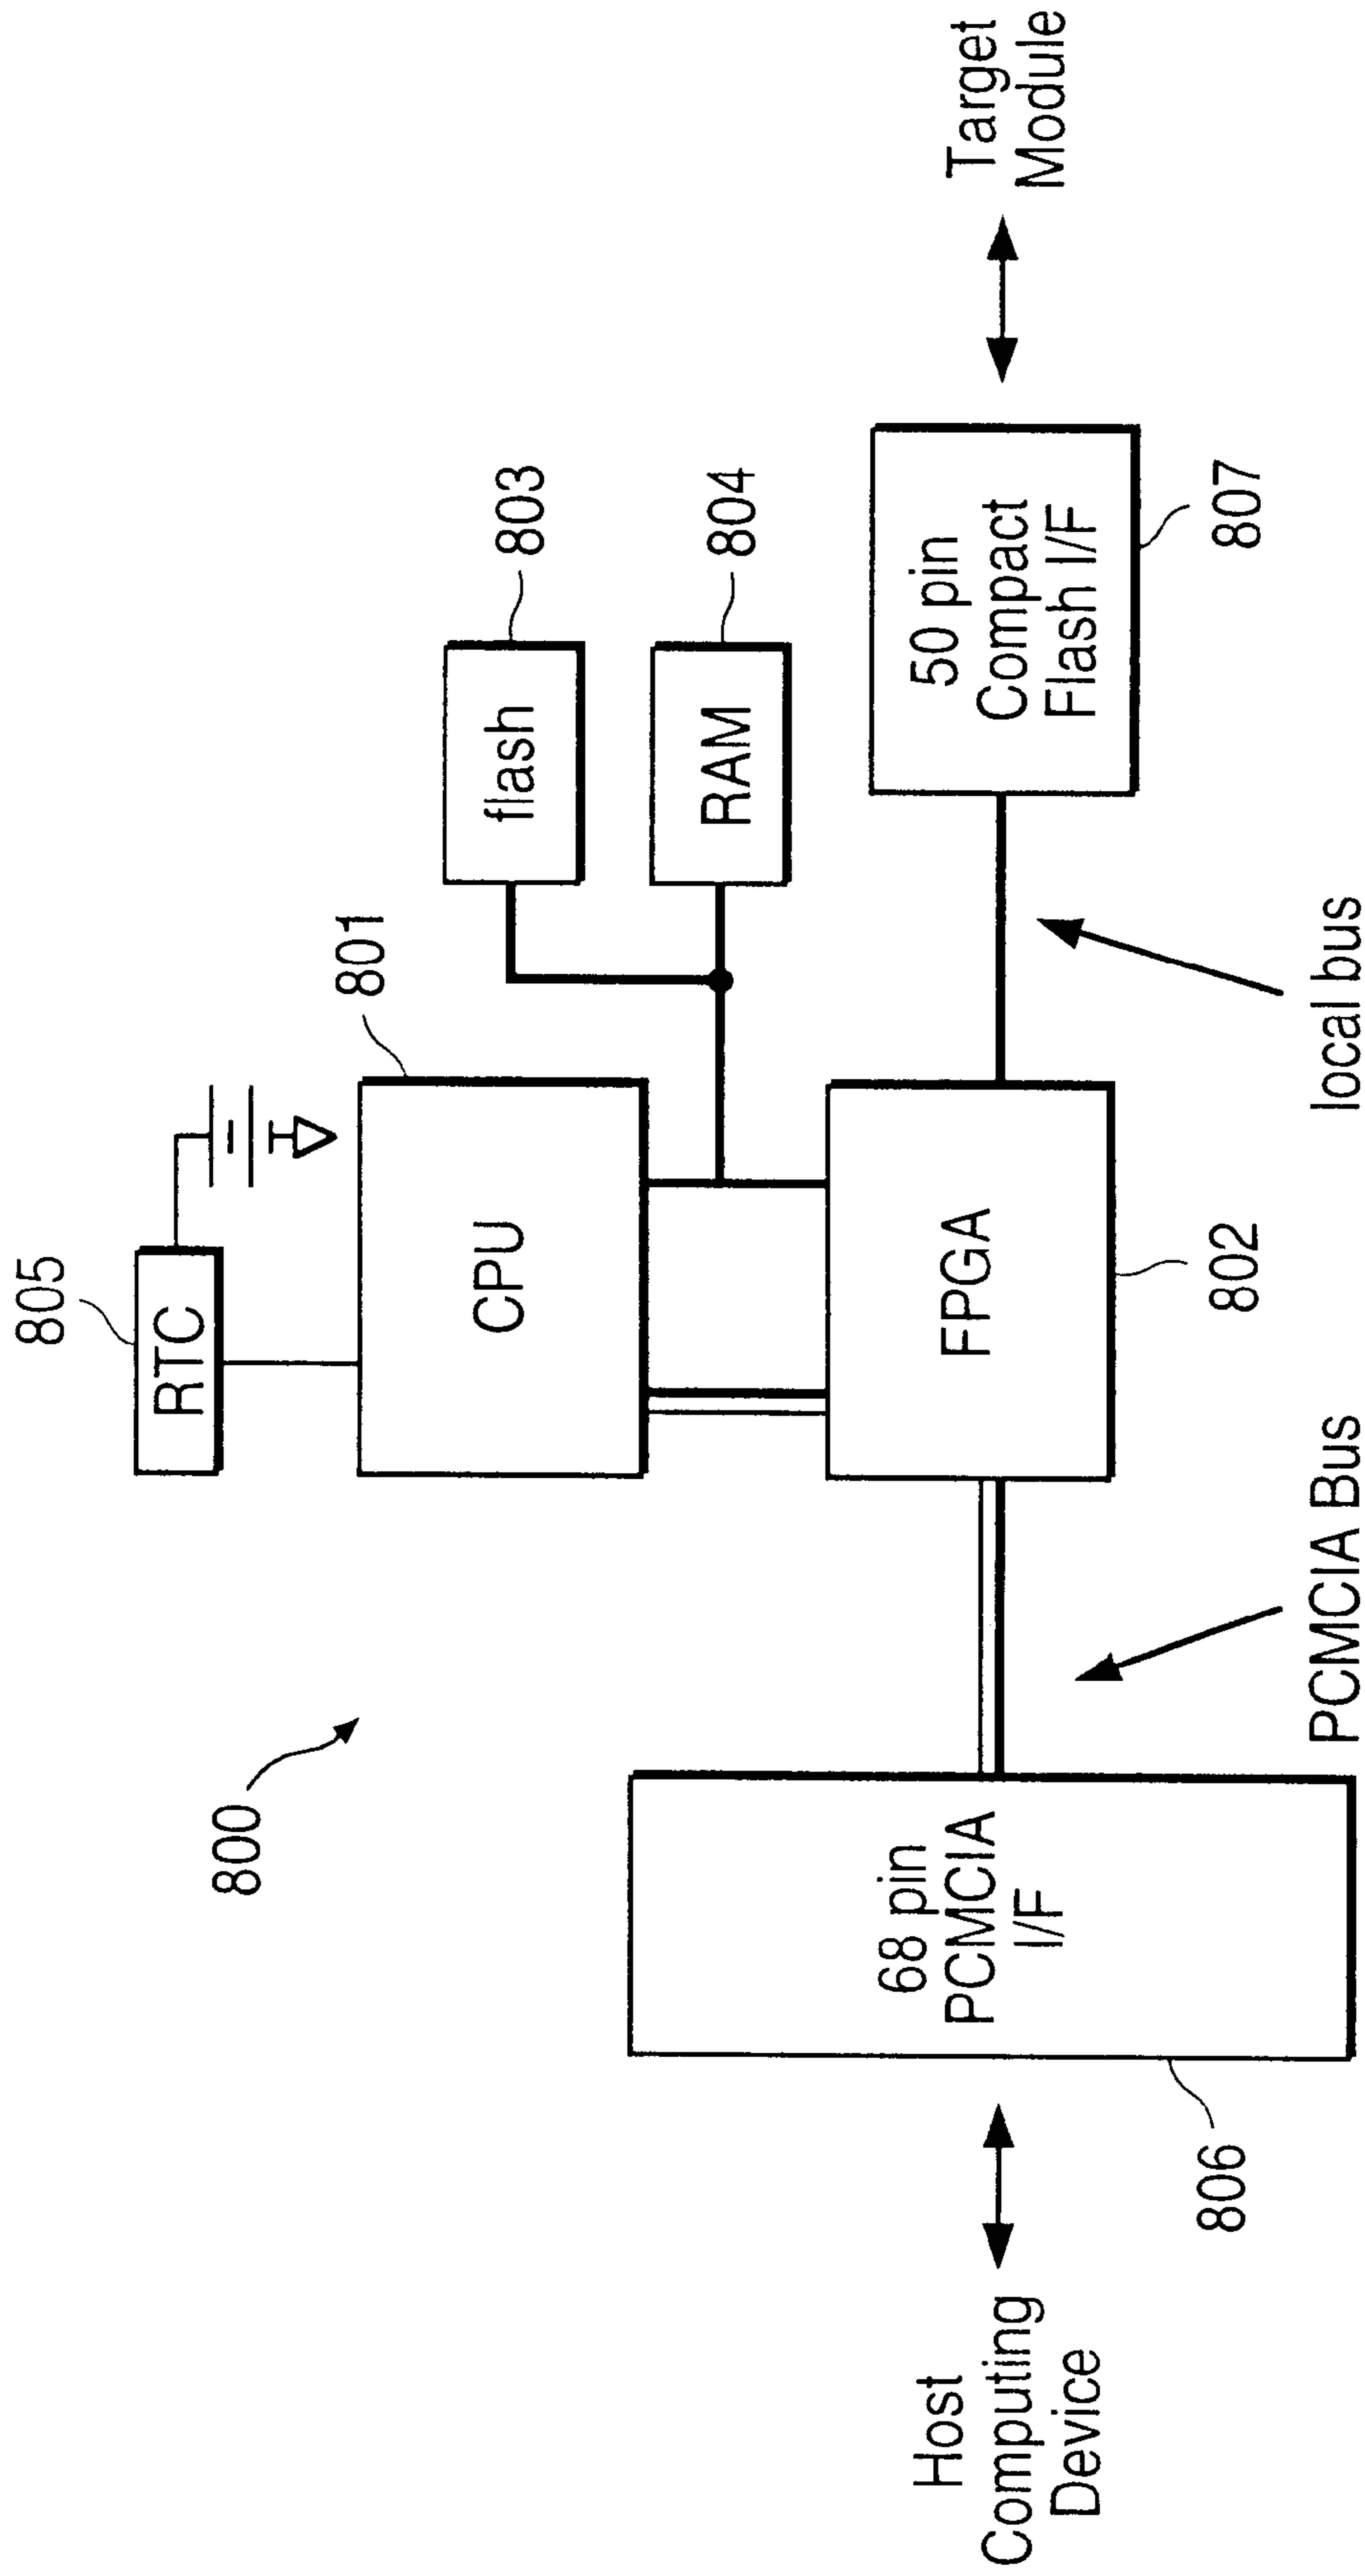 805
RTC
801
CPU
803
flash
804
RAM
800
68 pin
PCMCIA
I/F
806
Host
Computing
Device
FPGA
802
50 pin
Compact
Flash I/F
807
Target
Module
PCMCIA Bus
local bus